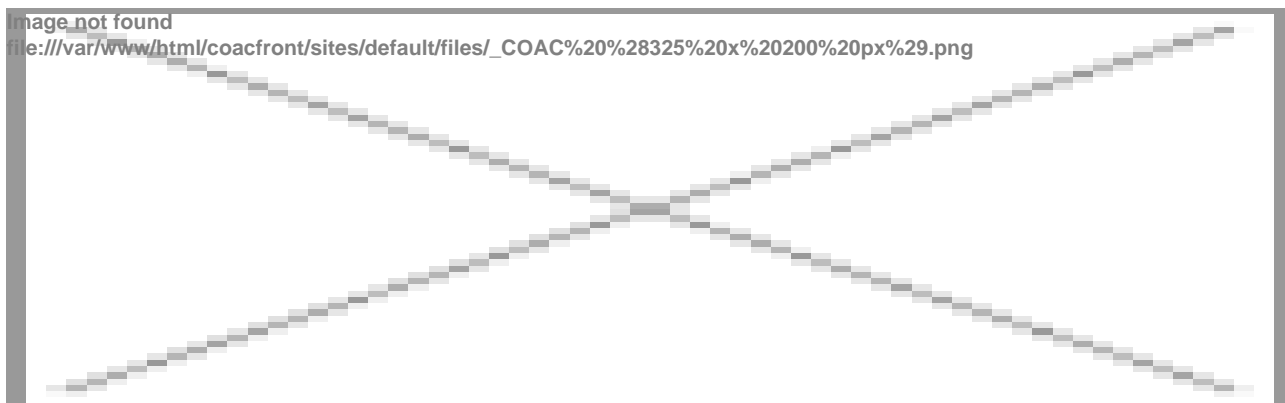 Image not found
file:///var/www/html/coacfront/sites/default/files/_COAC%20%28325%20x%20200%20px%29.png